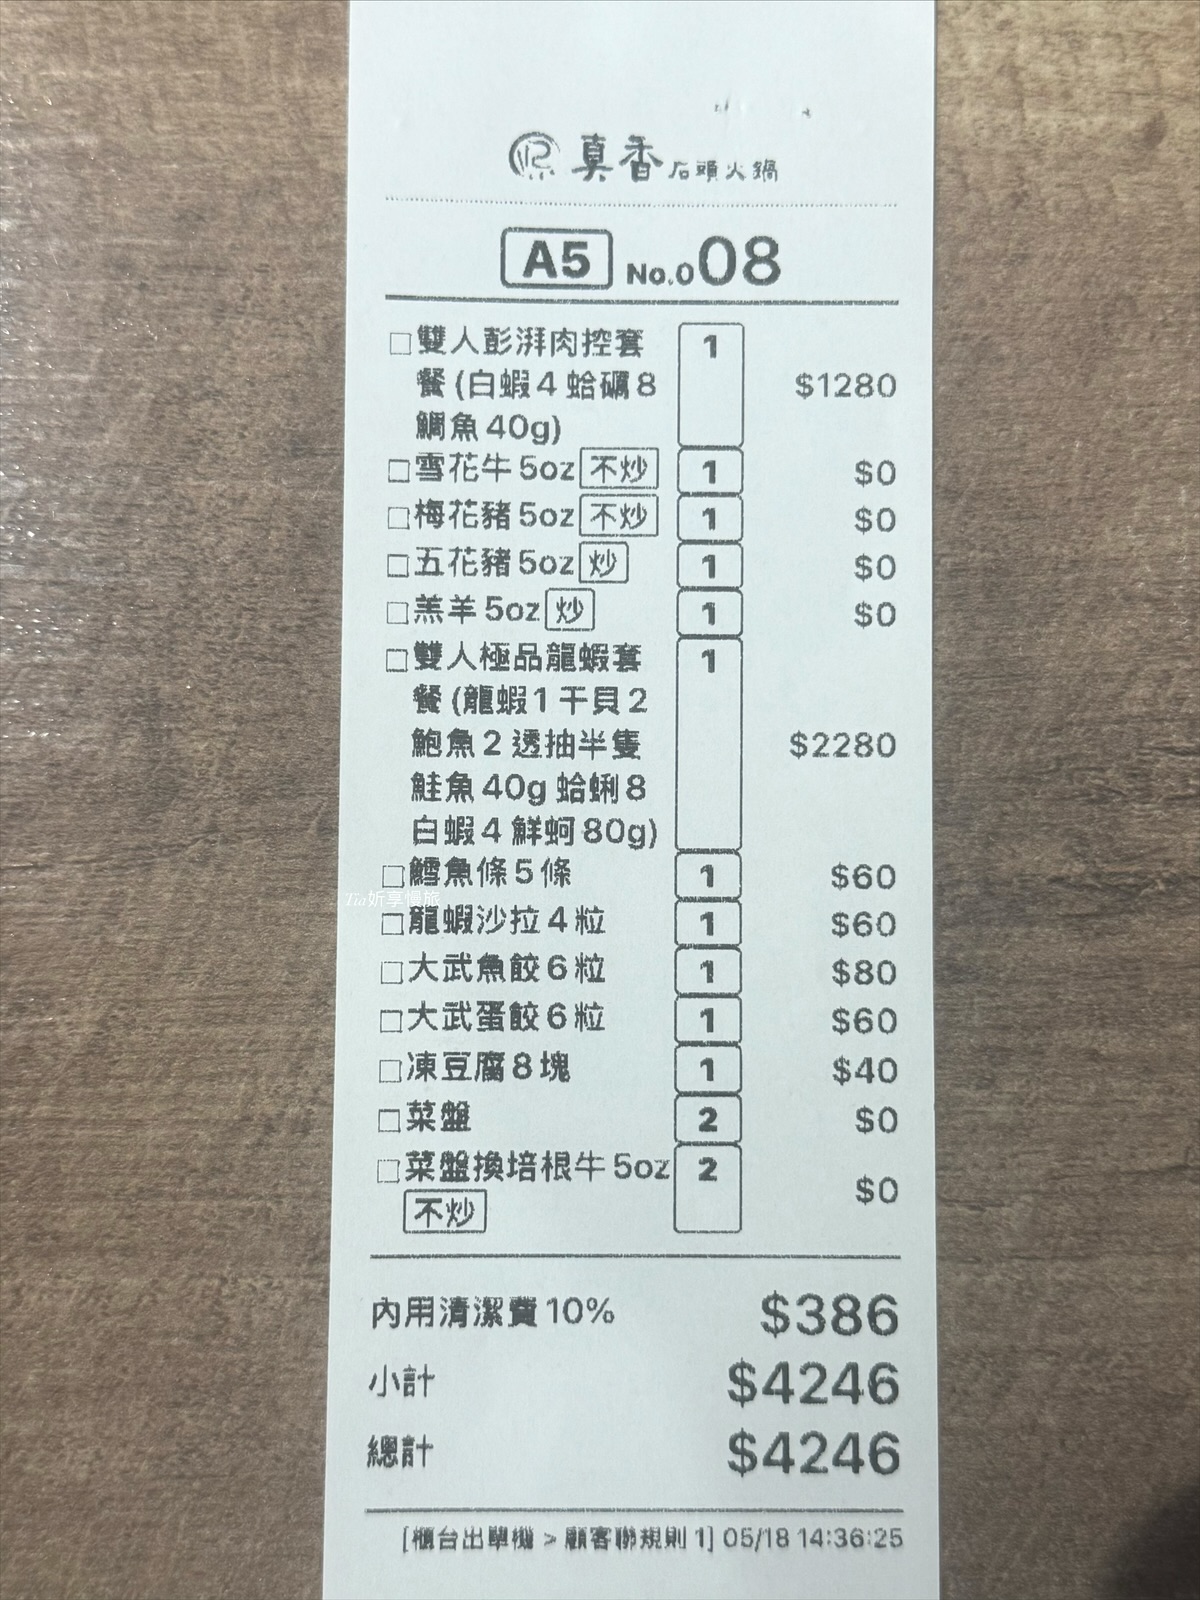 真香石頭火鍋
A5 No.008
□雙人彭湃肉控套 1
餐 (白蝦4 蛤礪8 $1280
鯛魚40g)
□雪花牛5oz 不炒 1 $0
□梅花豬5oz 不炒 1 $0
□五花豬5oz 炒 1 $0
□羔羊5oz 炒 1 $0
□雙人極品龍蝦套 1
餐 (龍蝦1 干貝2
鮑魚2 透抽半隻 $2280
鮭魚40g 蛤蜊8
白蝦4 鮮蚵80g)
□鱈魚條5條 1 $60
Tia妡享慢旅
□龍蝦沙拉4粒 1 $60
□大武魚餃6粒 1 $80
□大武蛋餃6粒 1 $60
□凍豆腐8塊 1 $40
□菜盤 2 $0
□菜盤換培根牛5oz 2 $0
不炒
內用清潔費10% $386
小計 $4246
總計 $4246
[櫃台出單機 > 顧客聯規則 1] 05/18 14:36:25